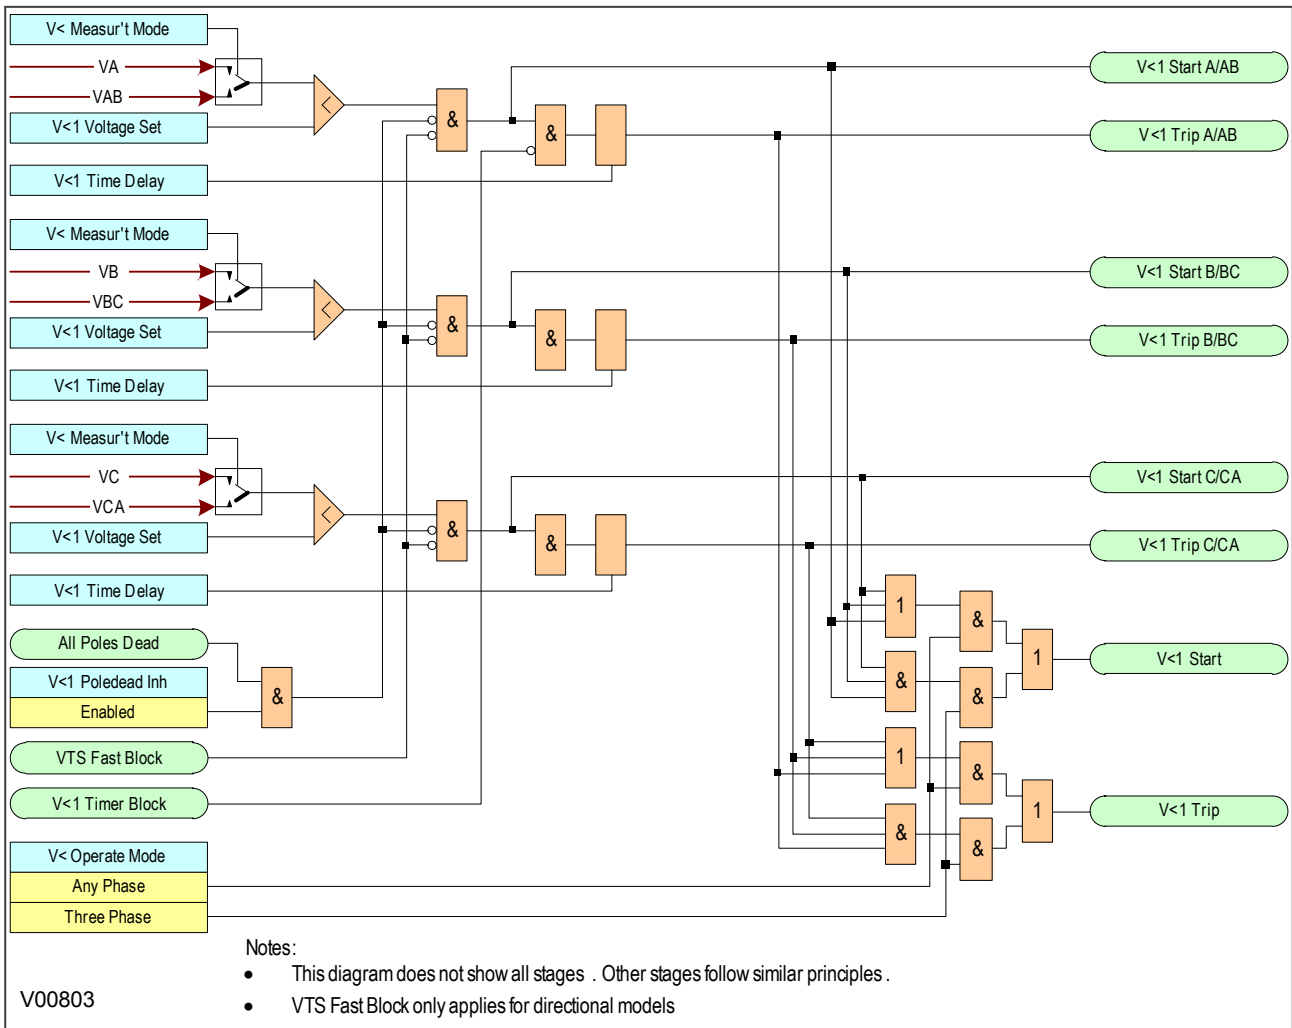 V< Measur't Mode
VA
VAB
V<1 Voltage Set
V<1 Time Delay
<
&
&
V<1 Start A/AB
V<1 Trip A/AB
V< Measur't Mode
VB
VBC
V<1 Voltage Set
V<1 Time Delay
<
&
&
V<1 Start B/BC
V<1 Trip B/BC
V< Measur't Mode
VC
VCA
V<1 Voltage Set
V<1 Time Delay
<
&
&
V<1 Start C/CA
V<1 Trip C/CA
All Poles Dead
V<1 Poledead Inh
Enabled
&
VTS Fast Block
V<1 Timer Block
V< Operate Mode
Any Phase
Three Phase
1
&
&
&
1
V<1 Start
1
&
&
&
1
V<1 Trip
Notes:
• This diagram does not show all stages . Other stages follow similar principles .
• VTS Fast Block only applies for directional models
V00803